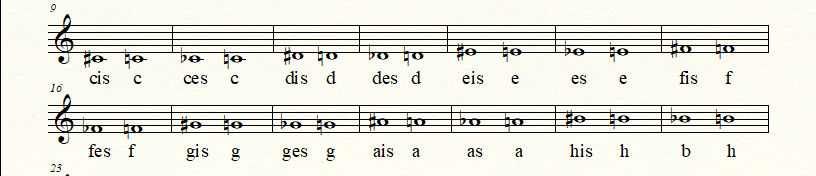 9
cis c ces c dis d des d eis e es e fis f
16
fes f gis g ges g ais a as a his h b h
23